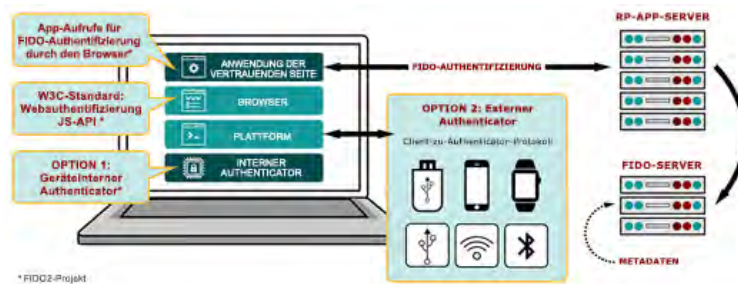 App-Aufrufe für
FIDO-Authentifizierung
durch den Browser*
W3C-Standard:
Webauthentifizierung
JS-API *
OPTION 1:
Geräteinterner
Authenticator*
ANWENDUNG DER
VERTRAUENDEN SEITE
BROWSER
PLATTFORM
INTERNER
AUTHENTICATOR
FIDO-AUTHENTIFIZIERUNG
OPTION 2: Externer
Authenticator
Client-zu-Authenticator-Protokoll
RP-APP-SERVER
FIDO-SERVER
METADATEN
* FIDO2-Projekt